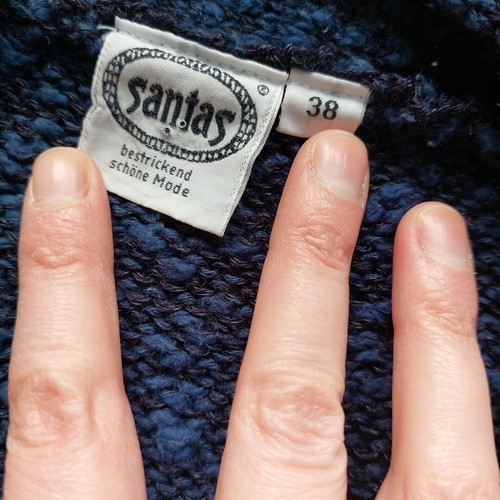 santas ®
38
bestrickend
schöne Mode